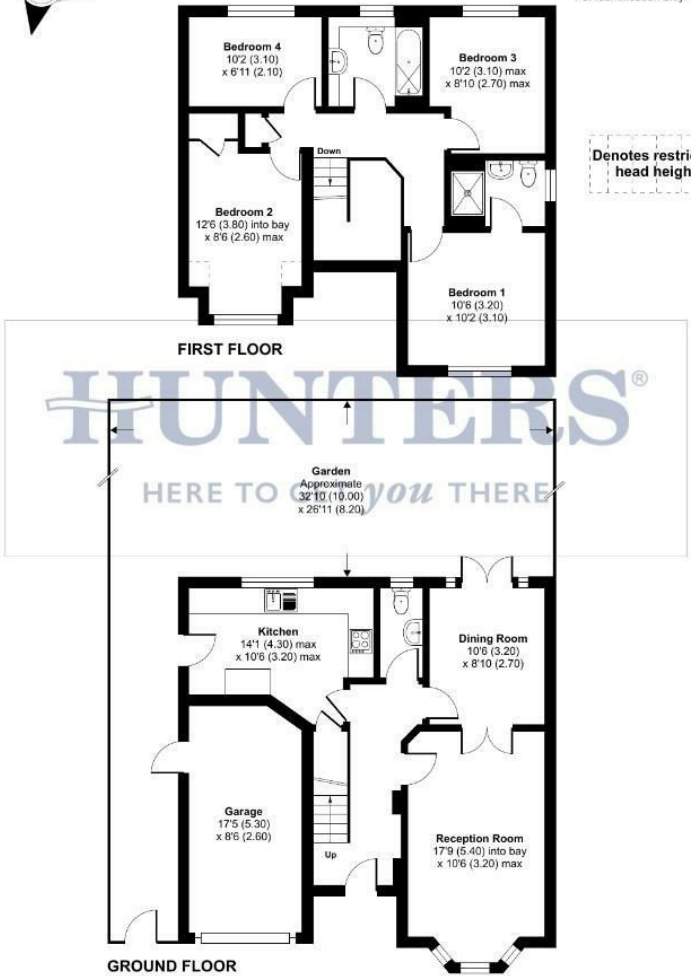 Bedroom 4
10'2 (3.10)
x 6'11 (2.10)
Bedroom 3
10'2 (3.10) max
x 8'10 (2.70) max
Down
Denotes restri
head heigh
Bedroom 2
12'6 (3.80) into bay
x 8'6 (2.60) max
Bedroom 1
10'6 (3.20)
x 10'2 (3.10)
FIRST FLOOR
HUNTERS®
HERE TO GET you THERE
Garden
Approximate
32'10 (10.00)
x 26'11 (8.20)
Kitchen
14'1 (4.30) max
x 10'6 (3.20) max
Dining Room
10'6 (3.20)
x 8'10 (2.70)
Garage
17'5 (5.30)
x 8'6 (2.60)
Up
Reception Room
17'9 (5.40) into bay
x 10'6 (3.20) max
GROUND FLOOR